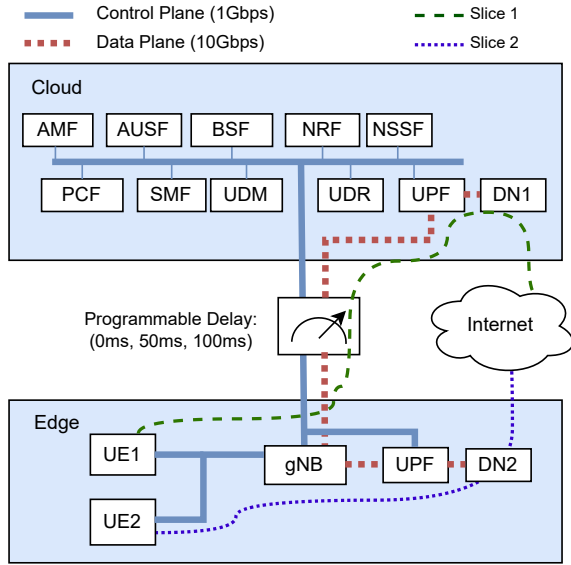 Control Plane (1Gbps)
Slice 1
Data Plane (10Gbps)
Slice 2
Cloud
AMF
AUSF
BSF
NRF
NSSF
PCF
SMF
UDM
UDR
UPF
DN1
Programmable Delay:
(0ms, 50ms, 100ms)
Internet
Edge
UE1
gNB
UPF
DN2
UE2